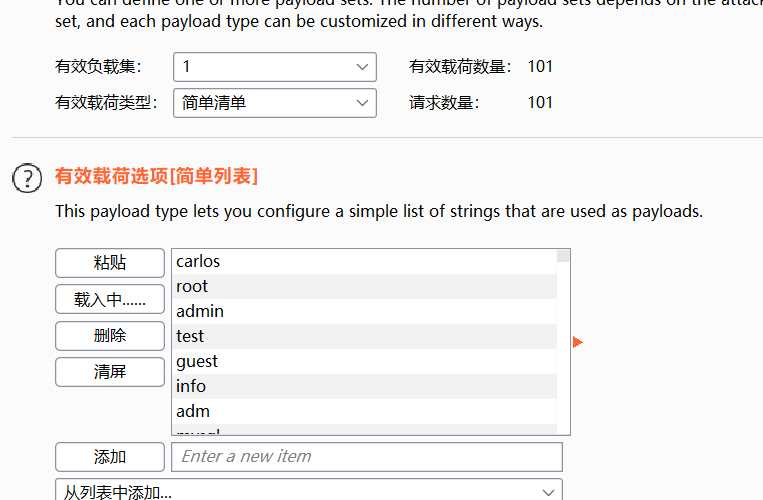 You can define one or more payload sets. The number of payload sets depends on the attack
set, and each payload type can be customized in different ways.
有效负载集： 1 有效载荷数量： 101
有效载荷类型： 简单清单 请求数量： 101
? 有效载荷选项[简单列表]
This payload type lets you configure a simple list of strings that are used as payloads.
粘贴
载入中......
删除
清屏
carlos
root
admin
test
guest
info
adm
mysql
添加 Enter a new item
从列表中添加...